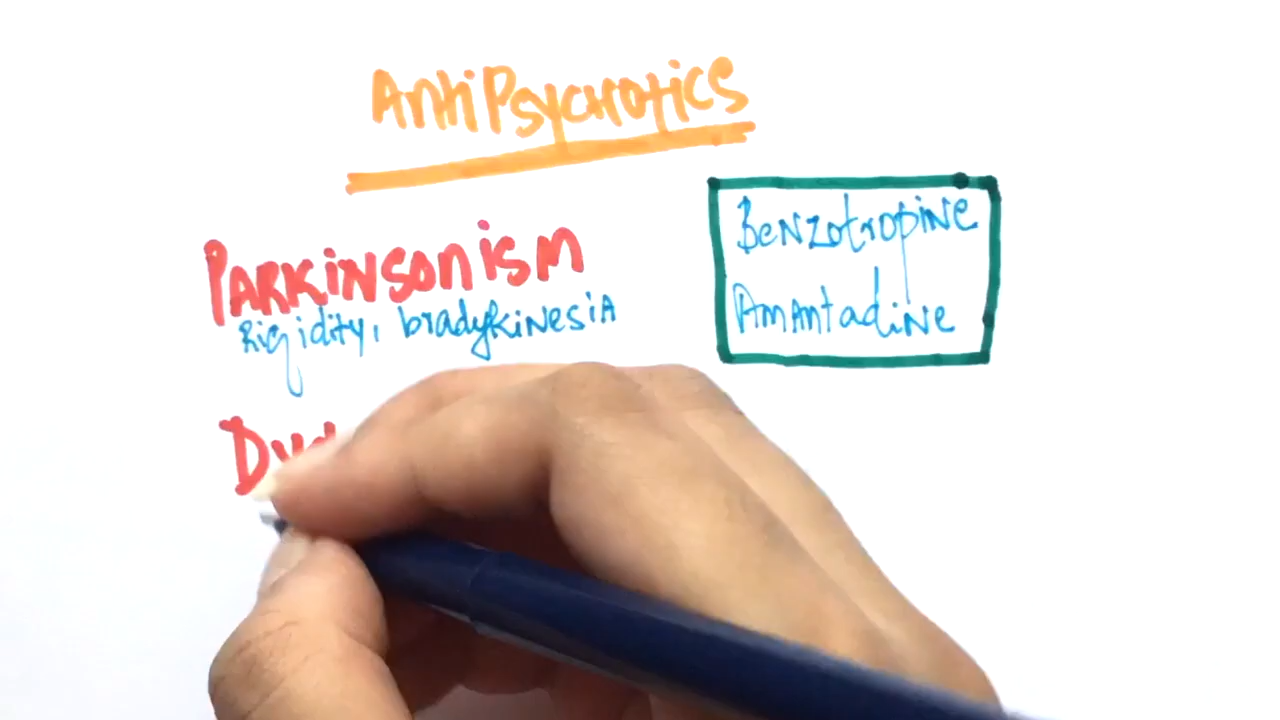 AntiPsychotics
Parkinsonism
Rigidity, bradykinesia
Benzotropine
Amantadine